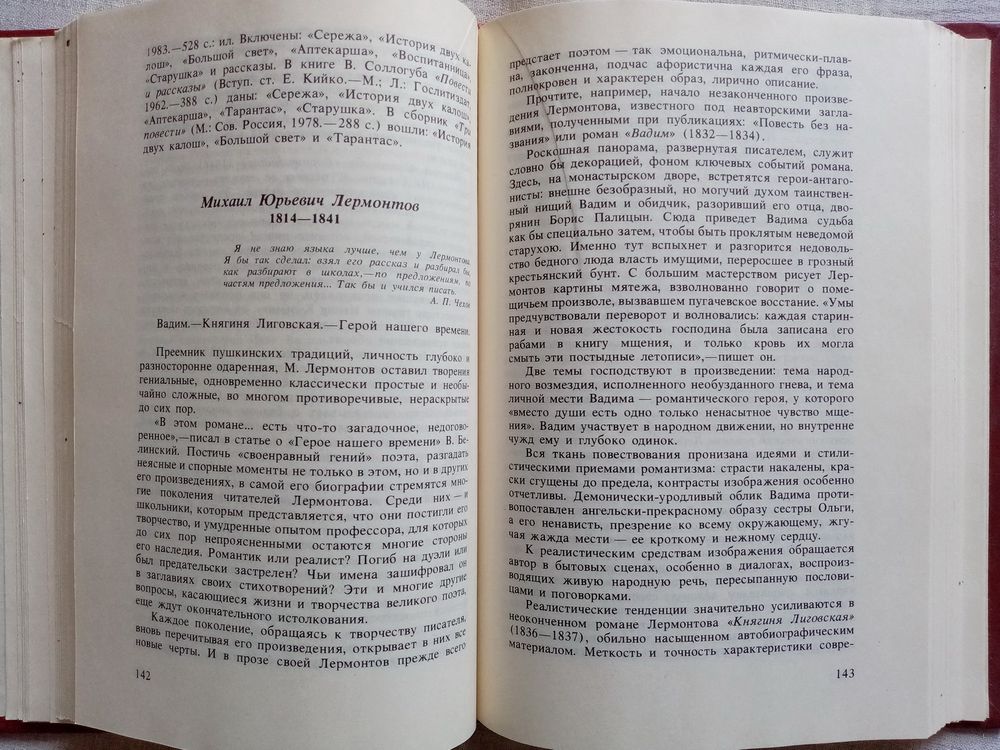 1983.—528 с.: ил. Включены: «Сережа», «История двух ка-
лош», «Большой свет», «Аптекарша», «Воспитанница»,
«Старушка» и рассказы. В книге В. Соллогуба «Повести
и рассказы» (Вступ. ст. Е. Кийко.—М.; Л.: Гослитиздат,
1962.—388 с.) даны: «Сережа», «История двух калош»,
«Аптекарша», «Тарантас», «Старушка». В сборник «Три
повести» (М.: Сов. Россия, 1978.—288 с.) вошли: «История
двух калош», «Большой свет» и «Тарантас».
Михаил Юрьевич Лермонтов
1814—1841
Я не знаю языка лучше, чем у Лермонтова.
Я бы так сделал: взял его рассказ и разбирал бы,
как разбирают в школах,—по предложениям, по
частям предложения... Так бы и учился писать.
А. П. Чехов
Вадим.—Княгиня Лиговская.—Герой нашего времени.
Преемник пушкинских традиций, личность глубоко и
разносторонне одаренная, М. Лермонтов оставил творения
гениальные, одновременно классически простые и необы-
чайно сложные, во многом противоречивые, нераскрытые
до сих пор.
«В этом романе... есть что-то загадочное, недогово-
ренное»,—писал в статье о «Герое нашего времени» В. Бе-
линский. Постичь «своенравный гений» поэта, разгадать
неясные и спорные моменты не только в этом, но и в других
его произведениях, в самой его биографии стремятся мно-
гие поколения читателей Лермонтова. Среди них — и
школьники, которым представляется, что они постигли его
творчество, и умудренные опытом профессора, для которых
до сих пор непроясненными остаются многие стороны
его наследия. Романтик или реалист? Погиб на дуэли или
был предательски застрелен? Чьи имена зашифровал он
в заглавиях своих стихотворений? Эти и многие другие
вопросы, касающиеся жизни и творчества великого поэта,
еще ждут окончательного истолкования.
Каждое поколение, обращаясь к творчеству писателя,
вновь перечитывая его произведения, открывает в них все
новые черты. И в прозе своей Лермонтов прежде всего
142
предстает поэтом — так эмоциональна, ритмически-плав-
на, законченна, подчас афористична каждая его фраза,
полнокровен и характерен образ, лирично описание.
Прочтите, например, начало незаконченного произве-
дения Лермонтова, известного под неавторскими загла-
виями, полученными при публикациях: «Повесть без на-
звания» или роман «Вадим» (1832—1834).
Роскошная панорама, развернутая писателем, служит
словно бы декорацией, фоном ключевых событий романа.
Здесь, на монастырском дворе, встретятся герои-антаго-
нисты: внешне безобразный, но могучий духом таинствен-
ный нищий Вадим и обидчик, разоривший его отца, дво-
рянин Борис Палицын. Сюда приведет Вадима судьба
как бы специально затем, чтобы быть проклятым неведомой
старухою. Именно тут вспыхнет и разгорится недоволь-
ство бедного люда власть имущими, переросшее в грозный
крестьянский бунт. С большим мастерством рисует Лер-
монтов картины мятежа, взволнованно говорит о поме-
щичьем произволе, вызвавшем пугачевское восстание. «Умы
предчувствовали переворот и волновались: каждая старин-
ная и новая жестокость господина была записана его
рабами в книгу мщения, и только кровь их могла
смыть эти постыдные летописи»,—пишет он.
Две темы господствуют в произведении: тема народ-
ного возмездия, исполненного необузданного гнева, и тема
личной мести Вадима — романтического героя, у которого
«вместо души есть одно только ненасытное чувство мще-
ния». Вадим участвует в народном движении, но внутренне
чужд ему и глубоко одинок.
Вся ткань повествования пронизана идеями и стили-
стическими приемами романтизма: страсти накалены, кра-
ски сгущены до предела, контрасты изображения особенно
отчетливы. Демонически-уродливый облик Вадима проти-
вопоставлен ангельски-прекрасному образу сестры Ольги,
а его ненависть, презрение ко всему окружающему, жгу-
чая жажда мести — ее кроткому и нежному сердцу.
К реалистическим средствам изображения обращается
автор в бытовых сценах, особенно в диалогах, воспроиз-
водящих живую народную речь, пересыпанную послови-
цами и поговорками.
Реалистические тенденции значительно усиливаются в
неоконченном романе Лермонтова «Княгиня Лиговская»
(1836—1837), обильно насыщенном автобиографическим
материалом. Меткость и точность характеристики совре-
143